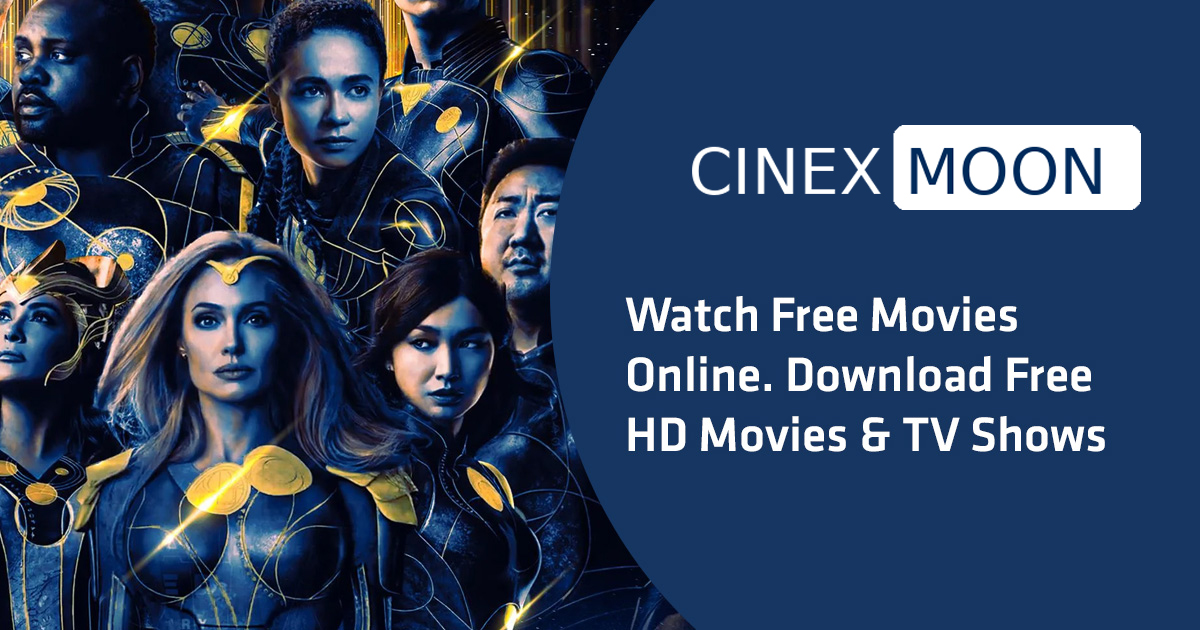 CINEX MOON
Watch Free Movies
Online. Download Free
HD Movies & TV Shows